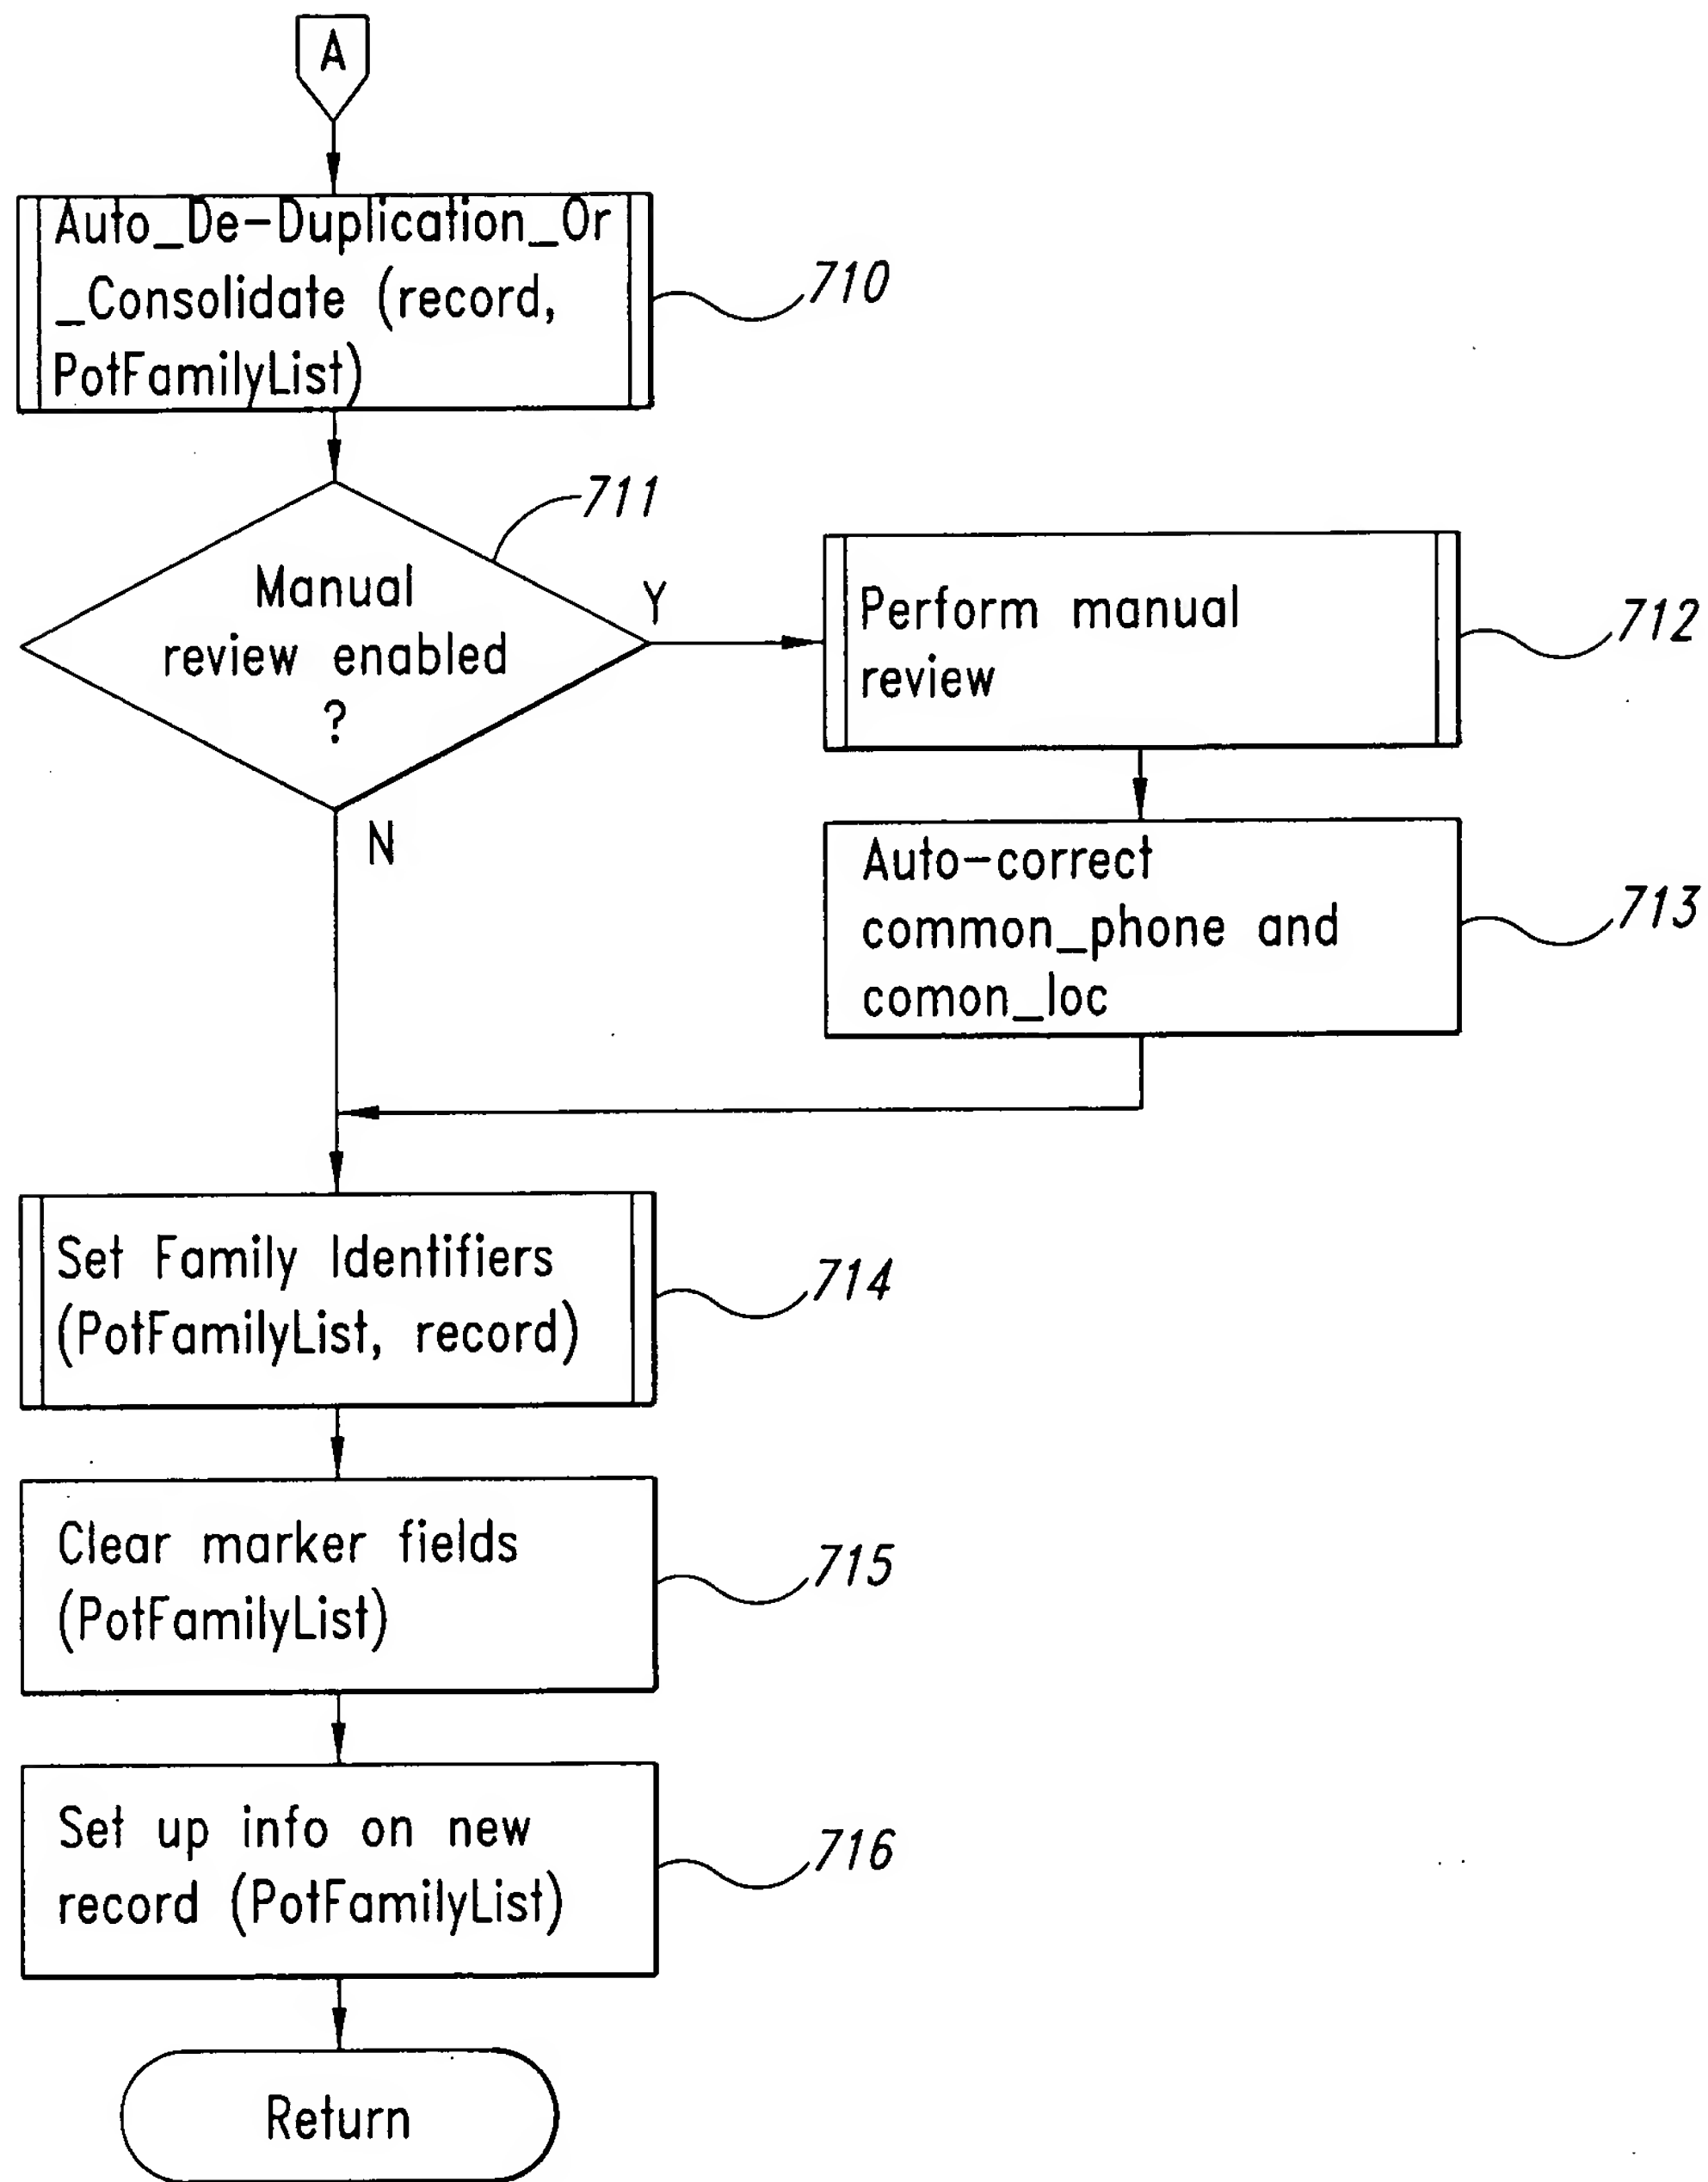 A
Auto_De-Duplication_Or
_Consolidate (record,
PotFamilyList)
710
711
Manual
review enabled
?
Y
N
Perform manual
review
712
Auto-correct
common_phone and
comon_loc
713
Set Family Identifiers
(PotFamilyList, record)
714
Clear marker fields
(PotFamilyList)
715
Set up info on new
record (PotFamilyList)
716
Return